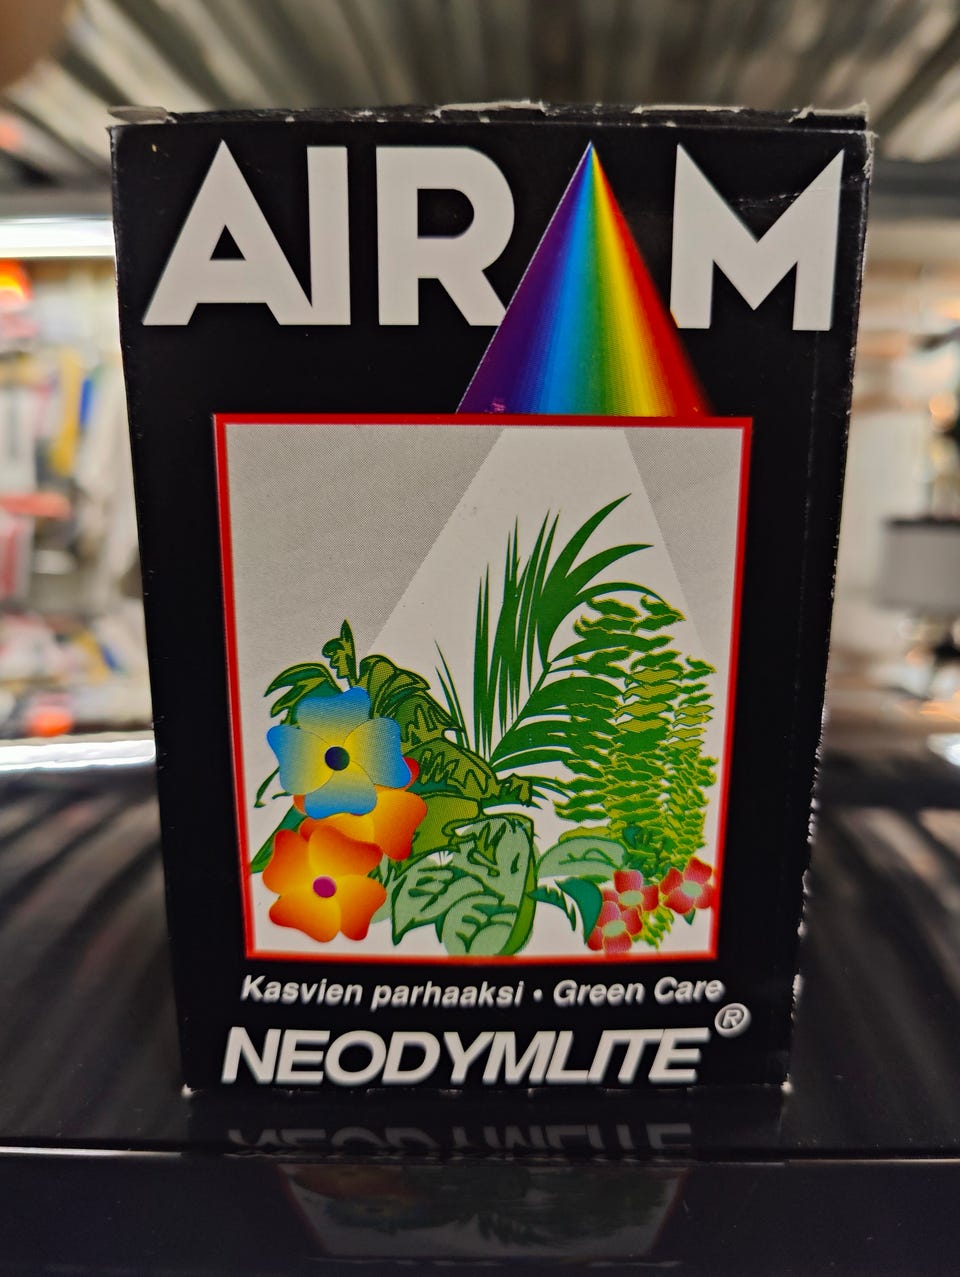 AIRAM
Kasvien parhaaksi • Green Care
NEODYMLITE®